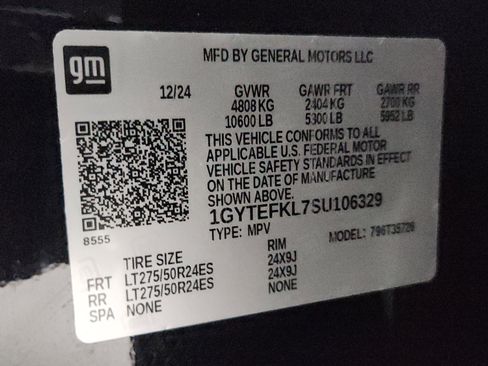 gm
MFD BY GENERAL MOTORS LLC
12/24 GVWR GAWR FRT GAWR RR
4808 KG 2404 KG 2700 KG
10600 LB 5300 LB 5952 LB
THIS VEHICLE CONFORMS TO ALL
APPLICABLE U.S. FEDERAL MOTOR
VEHICLE SAFETY STANDARDS IN EFFECT
ON THE DATE OF MANUFACTURE
SHOWN ABOVE.
1GYTEFKL7SU106329
8555 TYPE: MPV MODEL: 796T35726
TIRE SIZE RIM
FRT LT275/50R24ES 24X9J
RR LT275/50R24ES 24X9J
SPA NONE NONE